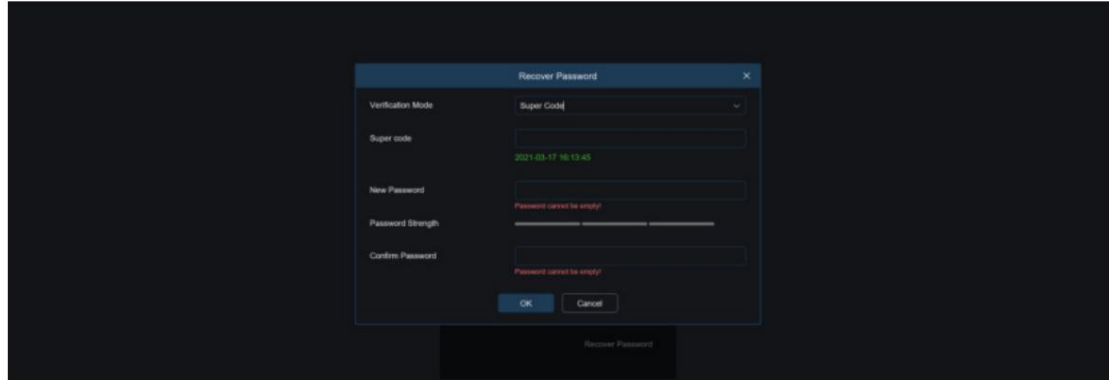 Recover Password
Verification Mode
Super Code
Super code
2021-03-17 16:13:45
New Password
Password cannot be empty!
Password Strength
Confirm Password
Password cannot be empty!
OK
Cancel
Recover Password